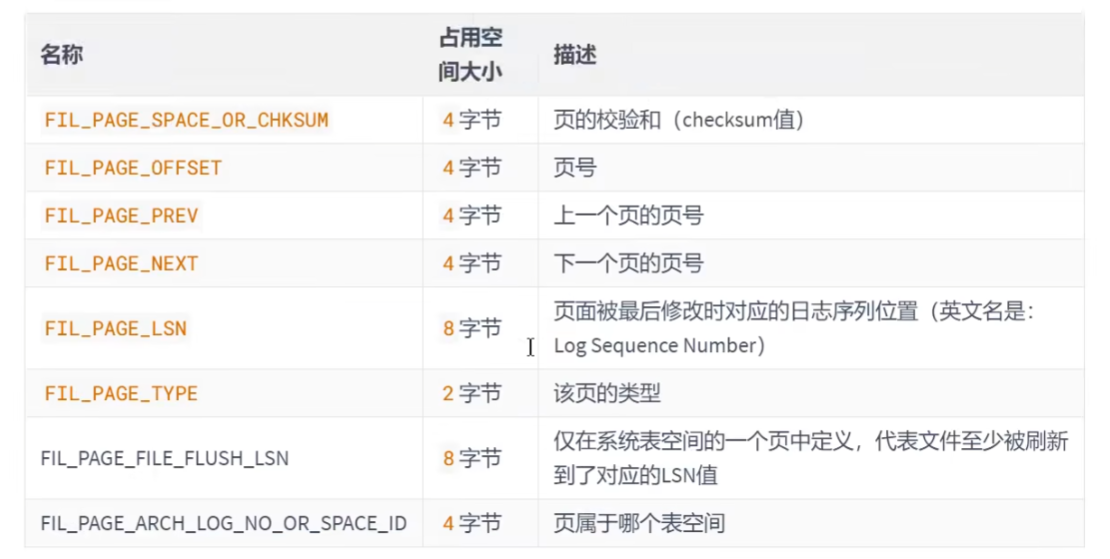 名称
占用空
间大小
描述
FIL_PAGE_SPACE_OR_CHKSUM
4 字节
页的校验和（checksum值）
FIL_PAGE_OFFSET
4 字节
页号
FIL_PAGE_PREV
4 字节
上一个页的页号
FIL_PAGE_NEXT
4 字节
下一个页的页号
FIL_PAGE_LSN
8 字节
页面被最后修改时对应的日志序列位置（英文名是：
Log Sequence Number）
FIL_PAGE_TYPE
2 字节
该页的类型
FIL_PAGE_FILE_FLUSH_LSN
8 字节
仅在系统表空间的一个页中定义，代表文件至少被刷新
到了对应的LSN值
FIL_PAGE_ARCH_LOG_NO_OR_SPACE_ID
4 字节
页属于哪个表空间